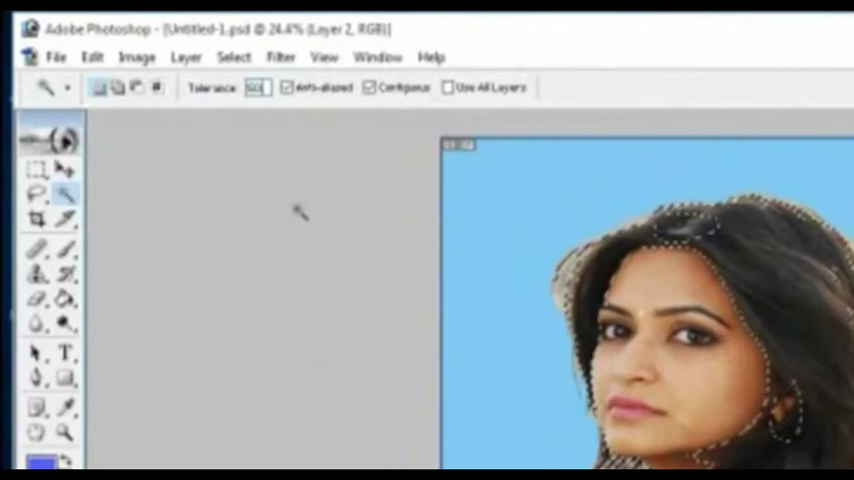 Adobe Photoshop - [Untitled-1.psd @ 24.4% (Layer 2, RGB)]
File Edit Image Layer Select Filter View Window Help
Tolerance: Anti-aliased Contiguous Use All Layers
T